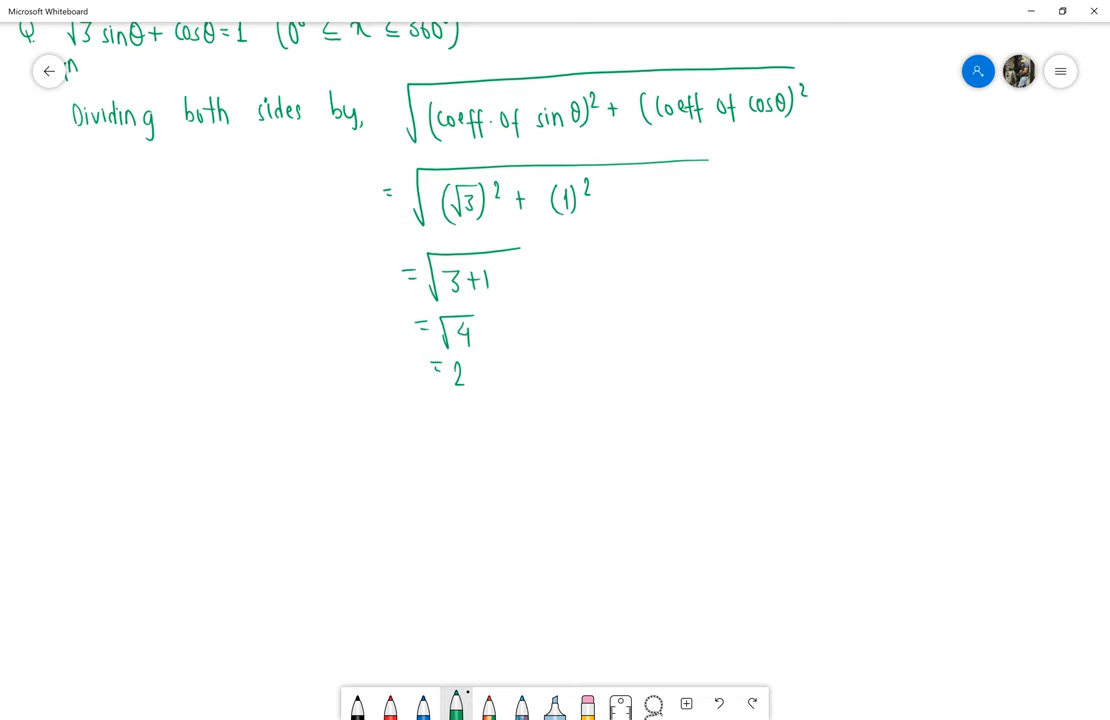 Microsoft Whiteboard
Q. √3 sinθ + cosθ = 1 (0° ≤ x ≤ 360°)
Dividing both sides by, √((coeff. of sin θ)² + (coeff of cosθ)²
= √((√3)² + (1)²)
= √(3+1)
= √4
= 2